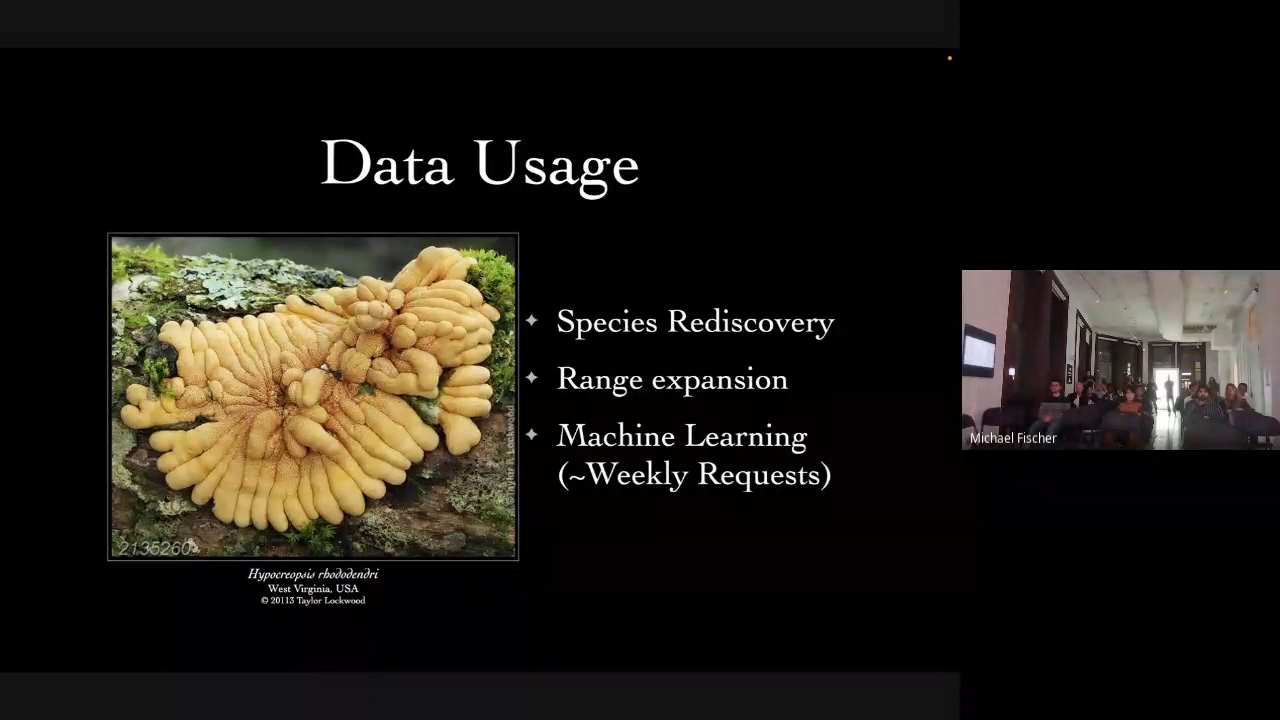 Data Usage
✦ Species Rediscovery
✦ Range expansion
✦ Machine Learning
(~Weekly Requests)
2135260
Hypocreopsis rhododendri
West Virginia, USA
© 20113 Taylor Lockwood
Michael Fischer